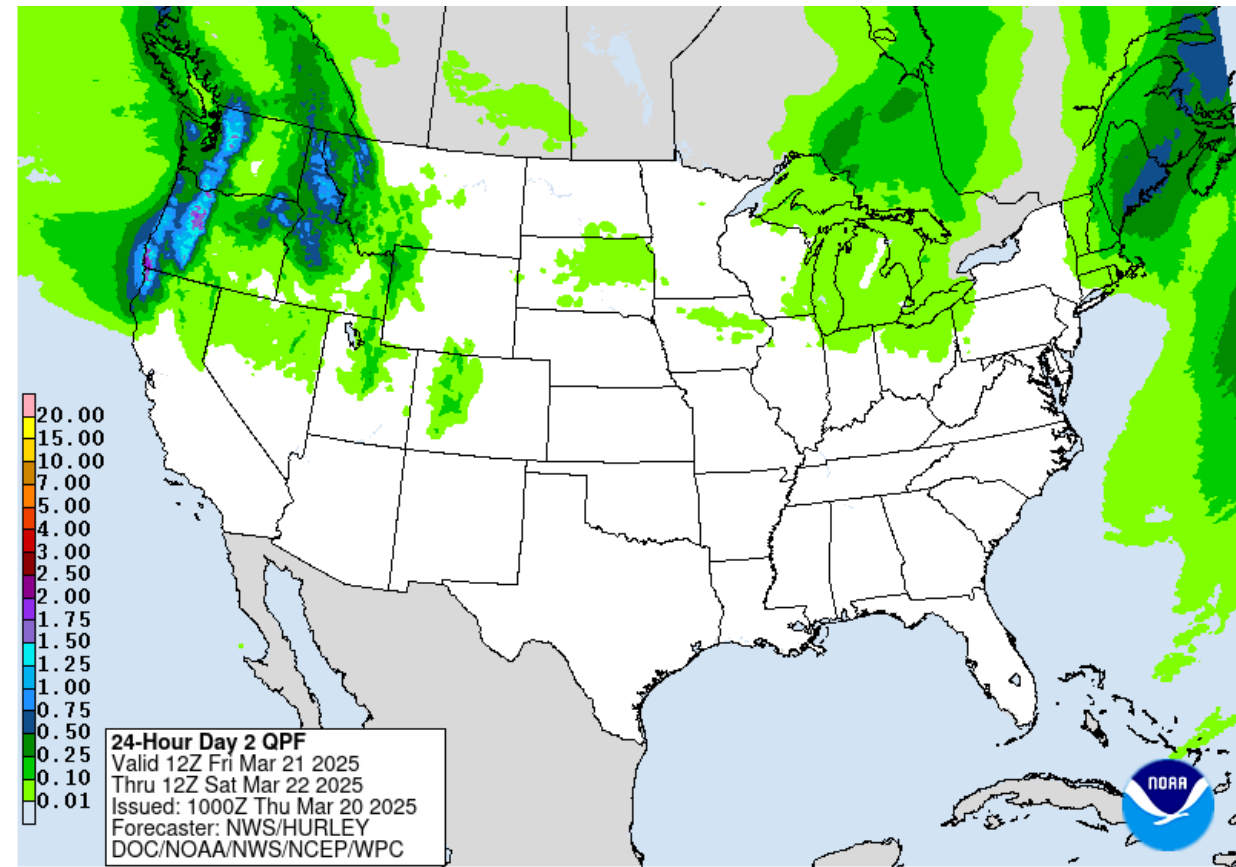 20.00
15.00
10.00
7.00
5.00
4.00
3.00
2.50
2.00
1.75
1.50
1.25
1.00
0.75
0.50
0.25
0.10
0.01
24-Hour Day 2 QPF
Valid 12Z Fri Mar 21 2025
Thru 12Z Sat Mar 22 2025
Issued: 1000Z Thu Mar 20 2025
Forecaster: NWS/HURLEY
DOC/NOAA/NWS/NCEP/WPC
NOAA